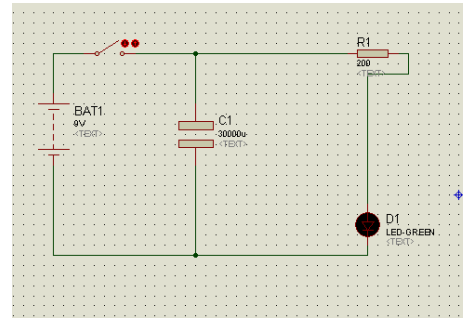 R1
200
<TEXT>
BAT1
9V
<TEXT>
C1
30000u
<TEXT>
D1
LED-GREEN
<TEXT>